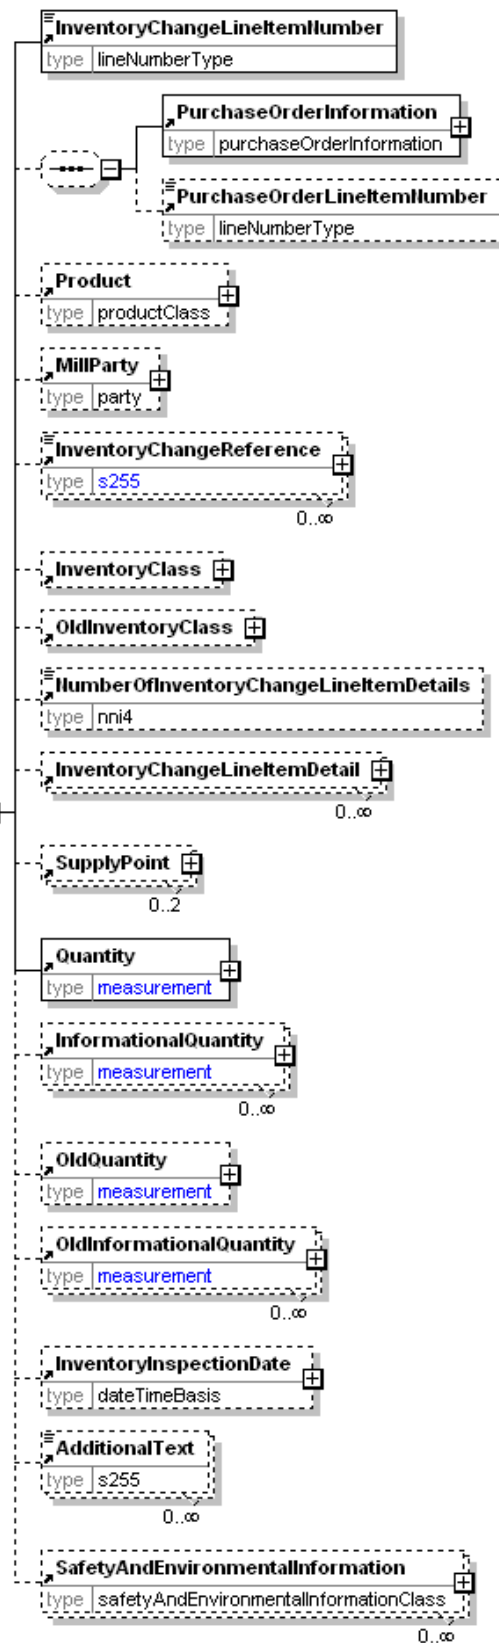 InventoryChangeLineItemNumber
type lineNumberType
PurchaseOrderInformation
type purchaseOrderInformation
PurchaseOrderLineItemNumber
type lineNumberType
Product
type productClass
MillParty
type party
InventoryChangeReference
type s255
0..∞
InventoryClass
OldInventoryClass
NumberOfInventoryChangeLineItemDetails
type nni4
InventoryChangeLineItemDetail
0..∞
SupplyPoint
0..2
Quantity
type measurement
InformationalQuantity
type measurement
0..∞
OldQuantity
type measurement
OldInformationalQuantity
type measurement
0..∞
InventoryInspectionDate
type dateTimeBasis
AdditionalText
type s255
0..∞
SafetyAndEnvironmentalInformation
type safetyAndEnvironmentalInformationClass
0..∞